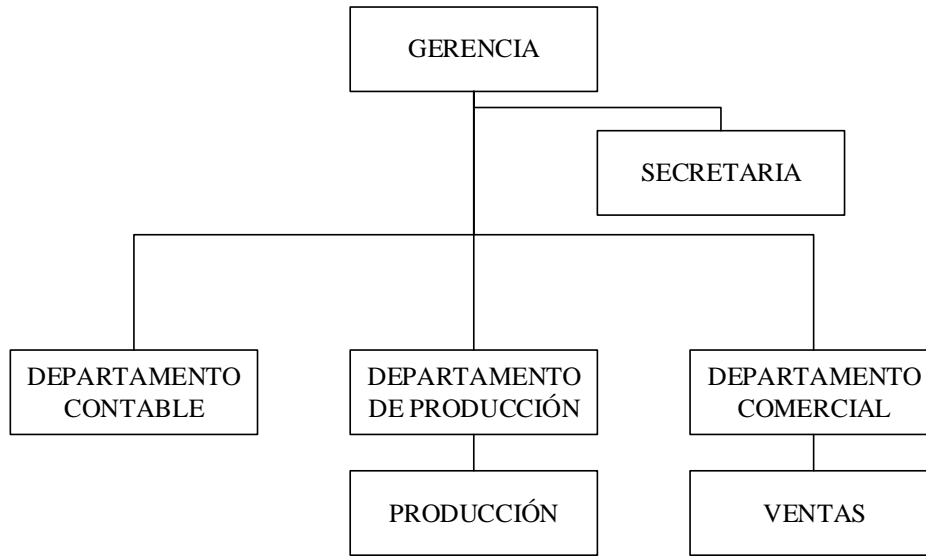 GERENCIA
SECRETARIA
DEPARTAMENTO
CONTABLE
DEPARTAMENTO
DE PRODUCCIÓN
DEPARTAMENTO
COMERCIAL
PRODUCCIÓN
VENTAS